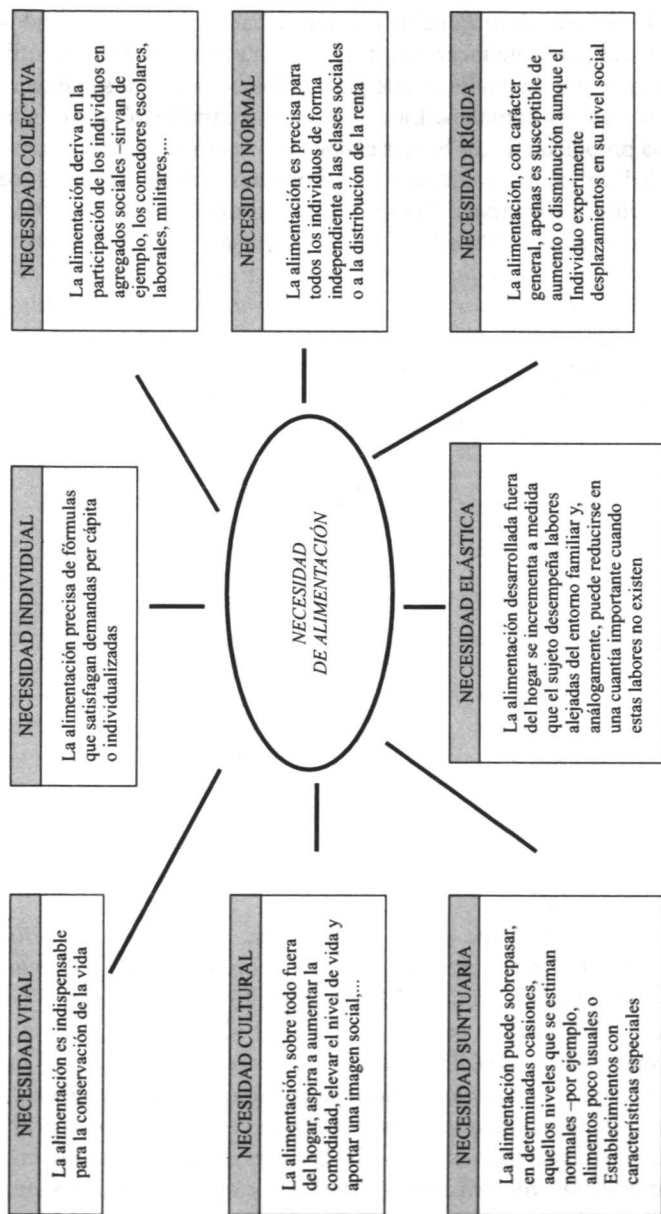 NECESIDAD VITAL
La alimentación es indispensable
para la conservación de la vida
NECESIDAD INDIVIDUAL
La alimentación precisa de fórmulas
que satisfagan demandas per cápita
o individualizadas
NECESIDAD COLECTIVA
La alimentación deriva en la
participación de los individuos en
agregados sociales –sirvan de
ejemplo, los comedores escolares,
laborales, militares,...
NECESIDAD CULTURAL
La alimentación, sobre todo fuera
del hogar, aspira a aumentar la
comodidad, elevar el nivel de vida y
aportar una imagen social,...
NECESIDAD
DE ALIMENTACIÓN
NECESIDAD NORMAL
La alimentación es precisa para
todos los individuos de forma
independiente a las clases sociales
o a la distribución de la renta
NECESIDAD SUNTUARIA
La alimentación puede sobrepasar,
en determinadas ocasiones,
aquellos niveles que se estiman
normales –por ejemplo,
alimentos poco usuales o
Establecimientos con
características especiales
NECESIDAD ELÁSTICA
La alimentación desarrollada fuera
del hogar se incrementa a medida
que el sujeto desempeña labores
alejadas del entorno familiar y,
análogamente, puede reducirse en
una cuantía importante cuando
estas labores no existen
NECESIDAD RÍGIDA
La alimentación, con carácter
general, apenas es susceptible de
aumento o disminución aunque el
Individuo experimente
desplazamientos en su nivel social